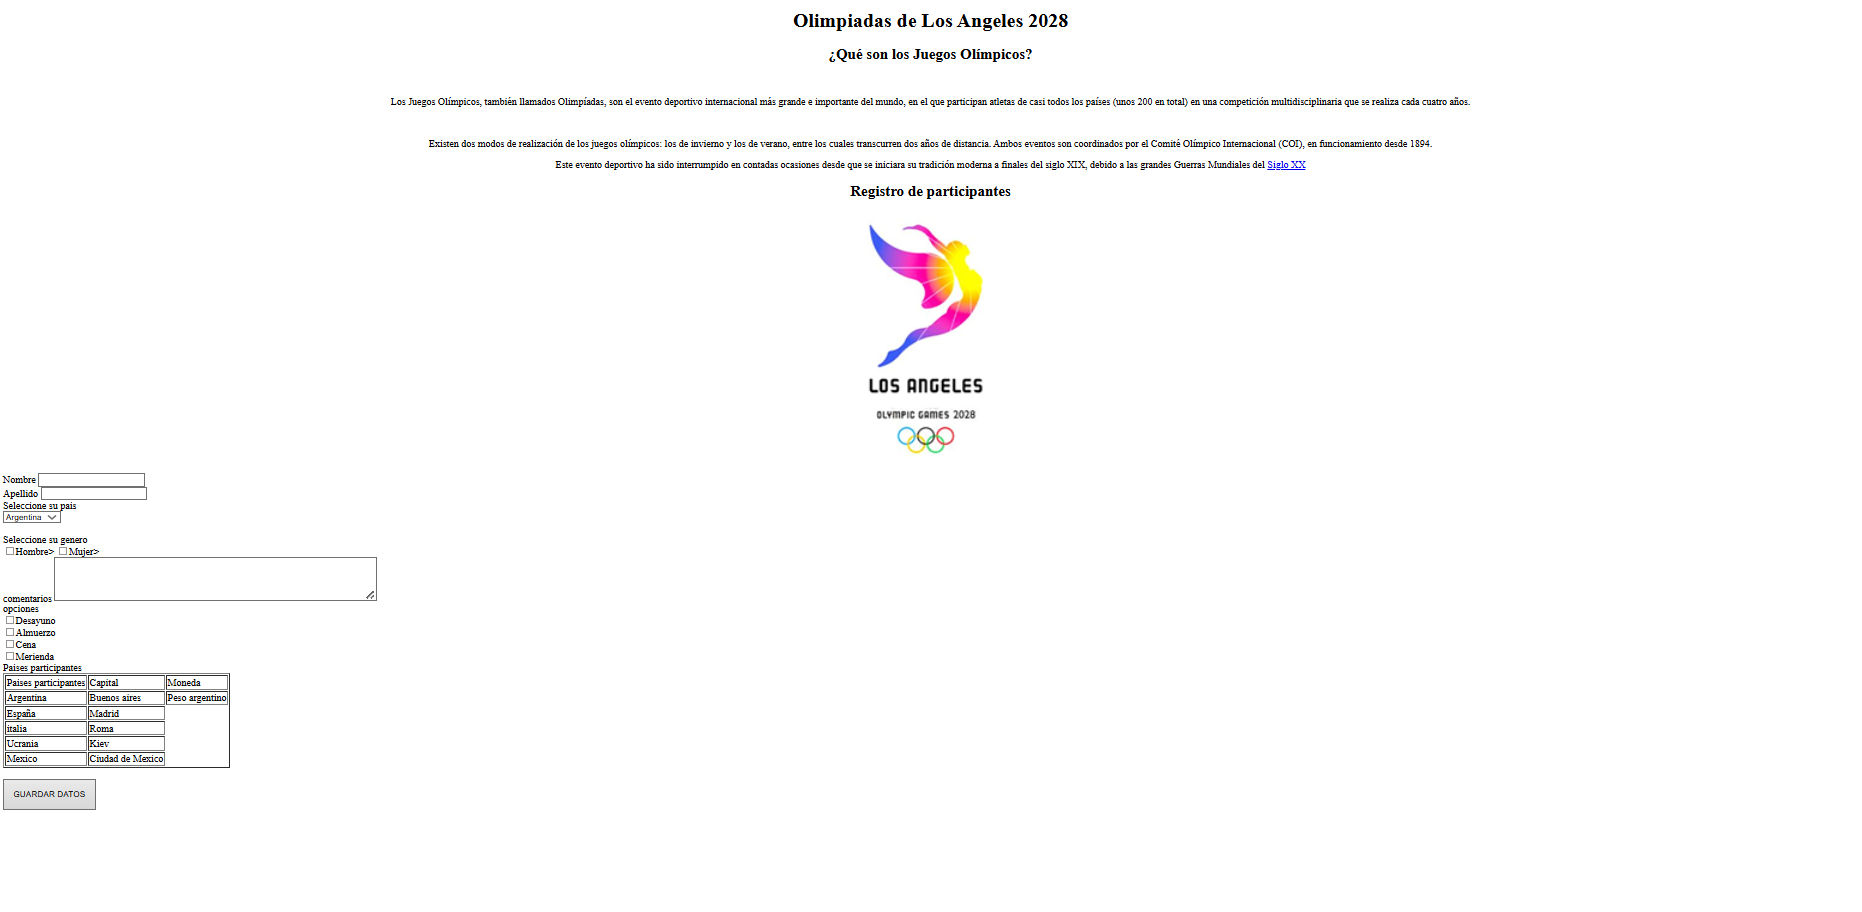 Olimpiadas de Los Angeles 2028
¿Qué son los Juegos Olímpicos?
Los Juegos Olímpicos, también llamados Olimpíadas, son el evento deportivo internacional más grande e importante del mundo, en el que participan atletas de casi todos los países (unos 200 en total) en una competición multidisciplinaria que se realiza cada cuatro años.
Existen dos modos de realización de los juegos olímpicos: los de invierno y los de verano, entre los cuales transcurren dos años de distancia. Ambos eventos son coordinados por el Comité Olímpico Internacional (COI), en funcionamiento desde 1894.
Este evento deportivo ha sido interrumpido en contadas ocasiones desde que se iniciara su tradición moderna a finales del siglo XIX, debido a las grandes Guerras Mundiales del Siglo XX
Registro de participantes
LOS ANGELES
OLYMPIC GAMES 2028
Nombre
Apellido
Seleccione su pais
Argentina
Seleccione su genero
Hombre> Mujer>
comentarios
opciones
Desayuno
Almuerzo
Cena
Merienda
Paises participantes
Paises participantes Capital Moneda
Argentina Buenos aires Peso argentino
España Madrid
italia Roma
Ucrania Kiev
Mexico Ciudad de Mexico
GUARDAR DATOS